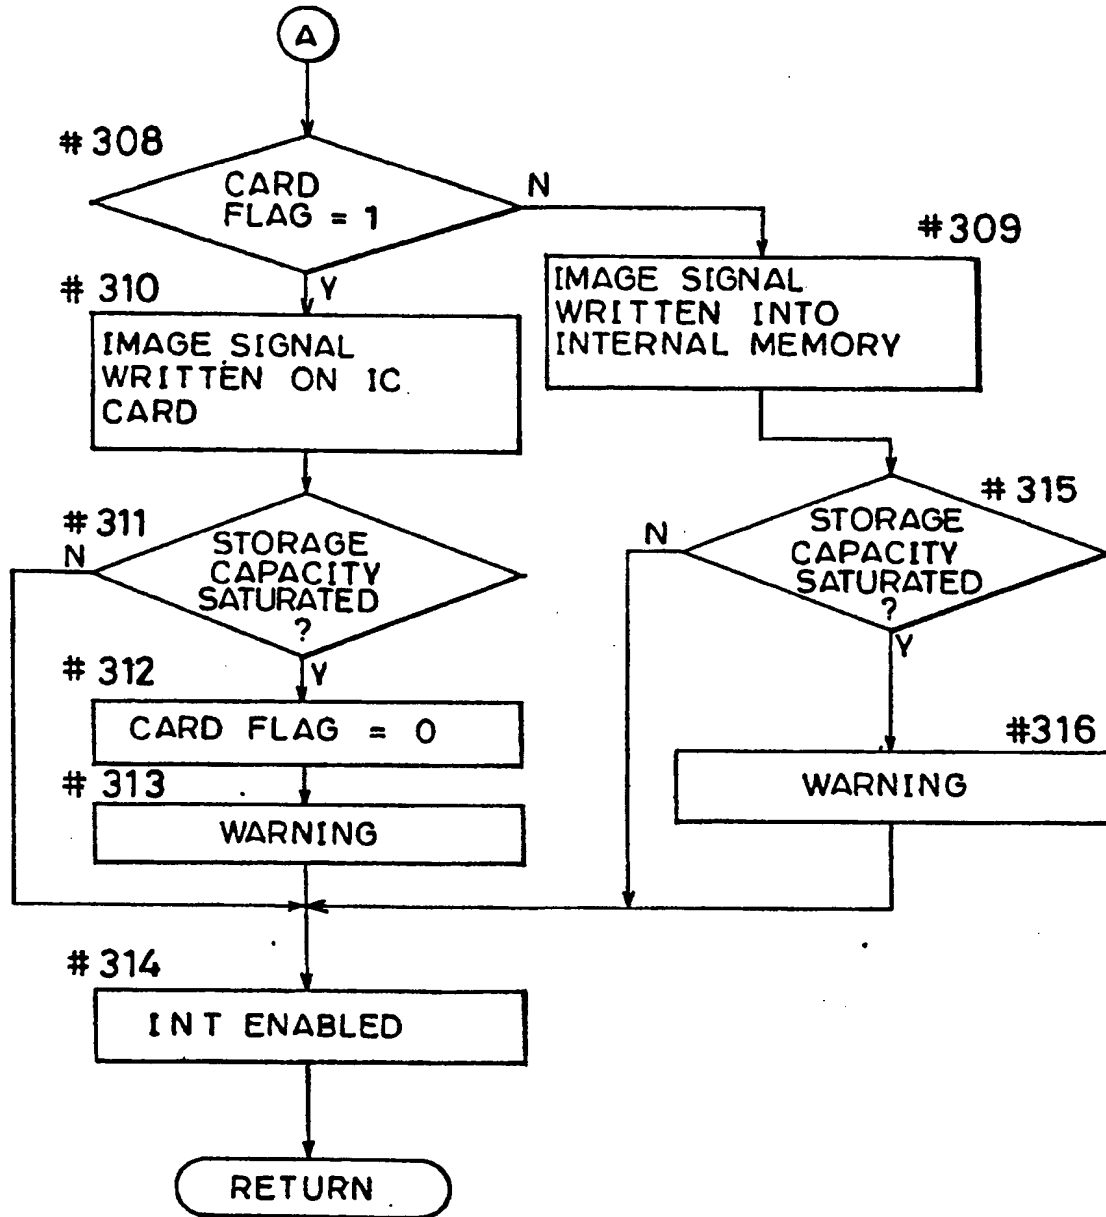 A
# 308
CARD
FLAG = 1
N
Y
# 309
IMAGE SIGNAL
WRITTEN INTO
INTERNAL MEMORY
# 310
IMAGE SIGNAL
WRITTEN ON IC
CARD
# 311
N
STORAGE
CAPACITY
SATURATED
?
Y
# 315
N
STORAGE
CAPACITY
SATURATED
?
Y
# 312
CARD FLAG = 0
# 313
WARNING
#316
WARNING
# 314
INT ENABLED
RETURN